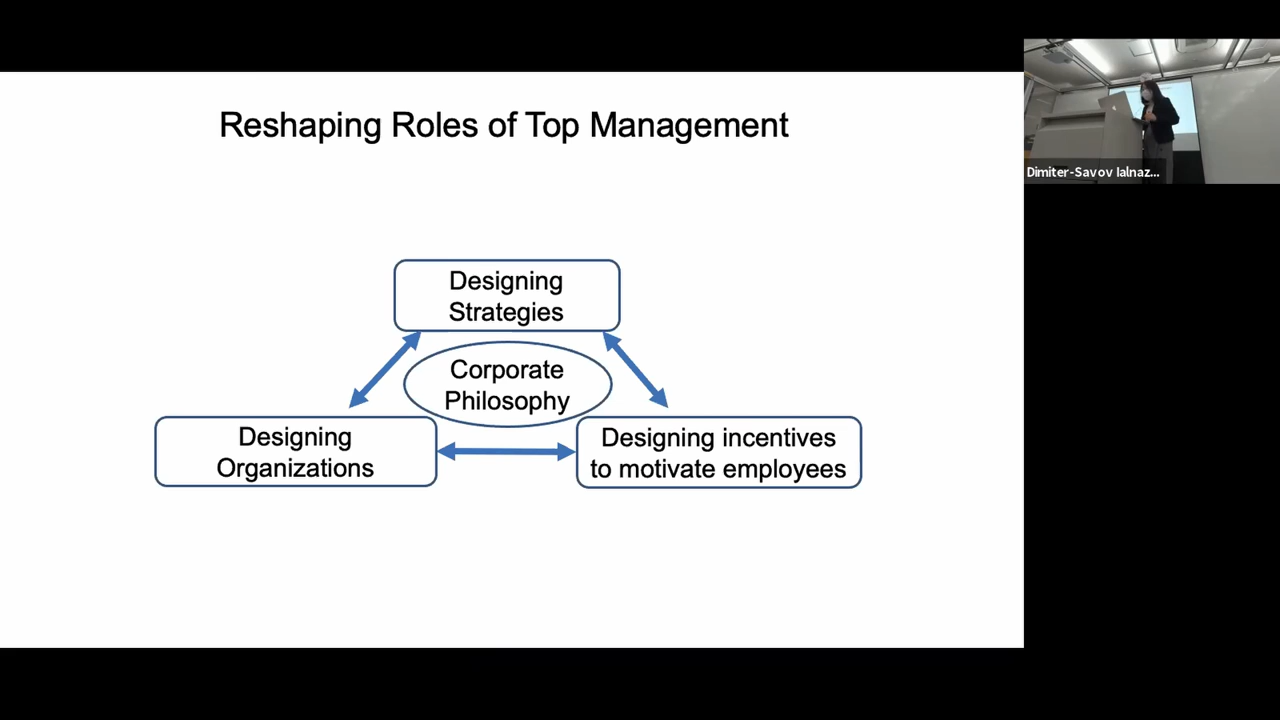 Reshaping Roles of Top Management
Designing
Strategies
Corporate
Philosophy
Designing
Organizations
Designing incentives
to motivate employees
Dimiter-Savov Ialnaz...